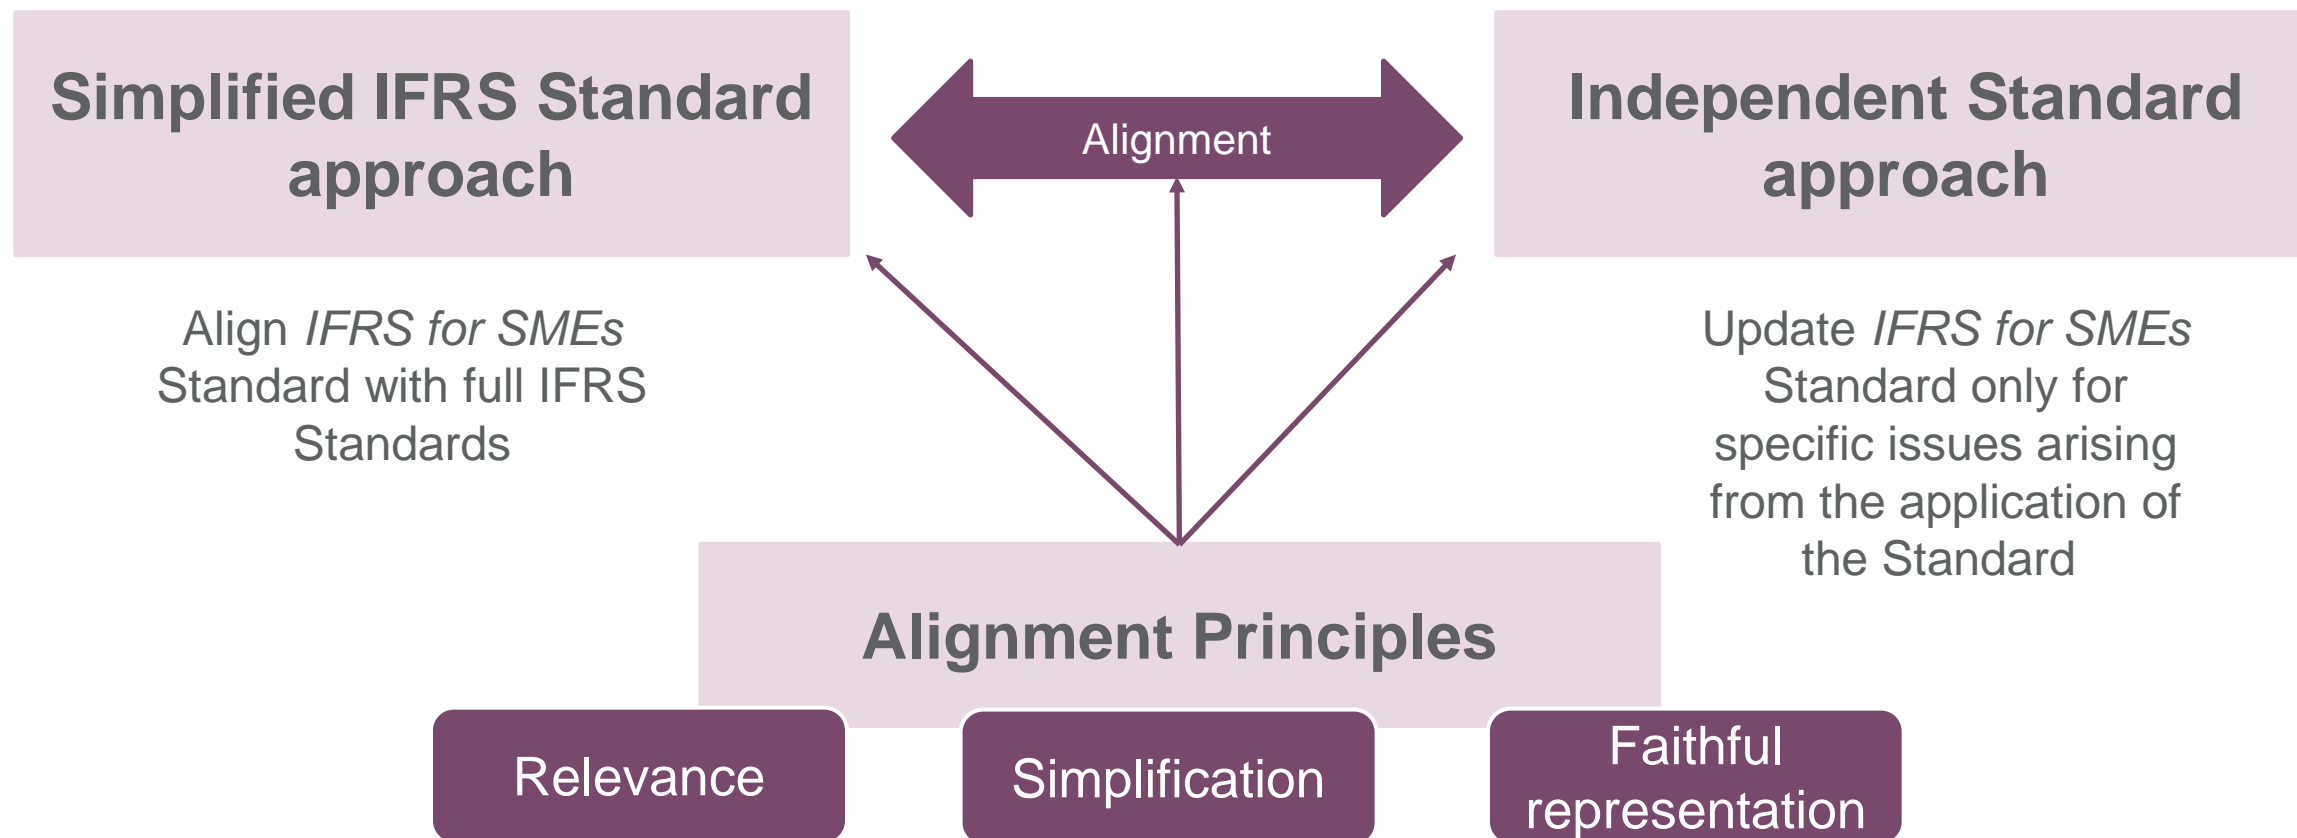 Simplified IFRS Standard
approach
Alignment
Independent Standard
approach
Align IFRS for SMEs
Standard with full IFRS
Standards
Update IFRS for SMEs
Standard only for
specific issues arising
from the application of
the Standard
Alignment Principles
Relevance
Simplification
Faithful
representation